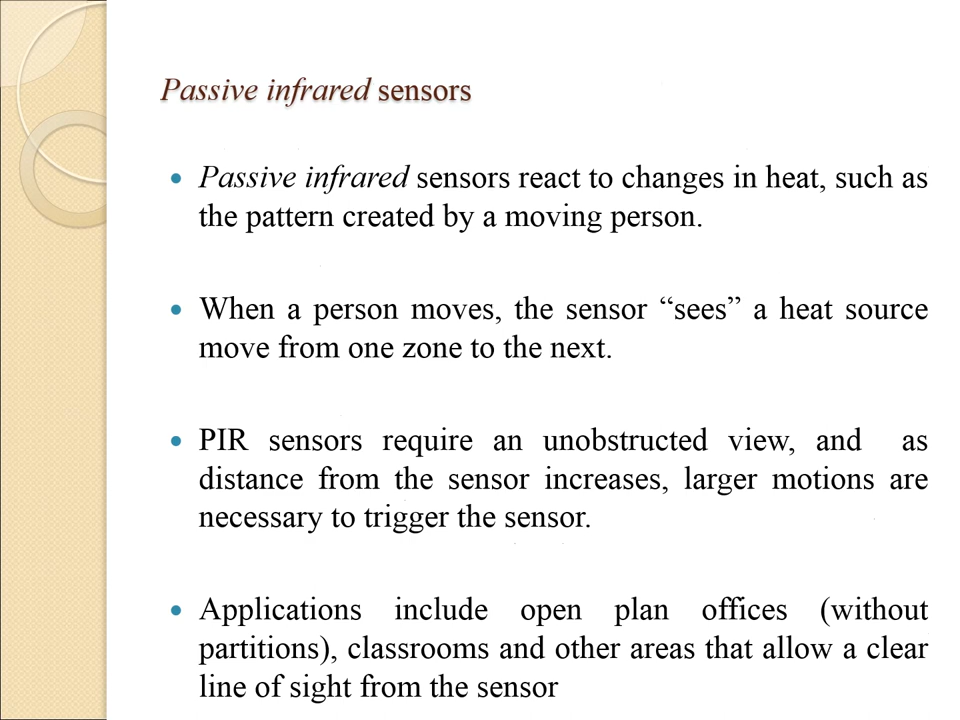 Passive infrared sensors
• Passive infrared sensors react to changes in heat, such as
the pattern created by a moving person.
• When a person moves, the sensor “sees” a heat source
move from one zone to the next.
• PIR sensors require an unobstructed view, and as
distance from the sensor increases, larger motions are
necessary to trigger the sensor.
• Applications include open plan offices (without
partitions), classrooms and other areas that allow a clear
line of sight from the sensor